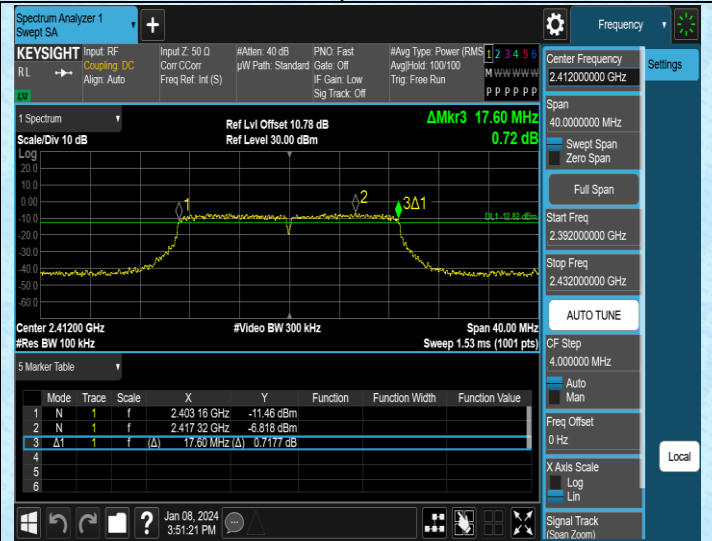 Spectrum Analyzer 1
Swept SA
Frequency
KEYSIGHT Input: RF Input Z: 50 Ω #Atten: 40 dB PNO: Fast #Avg Type: Power (RMS 1 2 3 4 5 6
RL Coupling: DC Corr CCorr µW Path: Standard Gate: Off Avg|Hold: 100/100 M W W W W W
Align: Auto Freq Ref: Int (S) IF Gain: Low Trig: Free Run
Sig Track: Off P P P P P P
LNI
1 Spectrum
Ref Lvl Offset 10.78 dB ΔMkr3 17.60 MHz
Scale/Div 10 dB Ref Level 30.00 dBm 0.72 dB
Log
20.0
10.0
0.00
-10.0
-20.0
-30.0
-40.0
-50.0
-60.0
1
2
3Δ1
DL1 -12.82 dBm
Center 2.41200 GHz #Video BW 300 kHz Span 40.00 MHz
#Res BW 100 kHz Sweep 1.53 ms (1001 pts)
5 Marker Table
Mode Trace Scale X Y Function Function Width Function Value
1 N 1 f 2.403 16 GHz -11.46 dBm
2 N 1 f 2.417 32 GHz -6.818 dBm
3 Δ1 1 f (Δ) 17.60 MHz (Δ) 0.7177 dB
4
5
6
Jan 08, 2024
3:51:21 PM
Center Frequency
2.412000000 GHz
Settings
Span
40.0000000 MHz
Swept Span
Zero Span
Full Span
Start Freq
2.392000000 GHz
Stop Freq
2.432000000 GHz
AUTO TUNE
CF Step
4.000000 MHz
Auto
Man
Freq Offset
0 Hz
Local
X Axis Scale
Log
Lin
Signal Track
(Span Zoom)